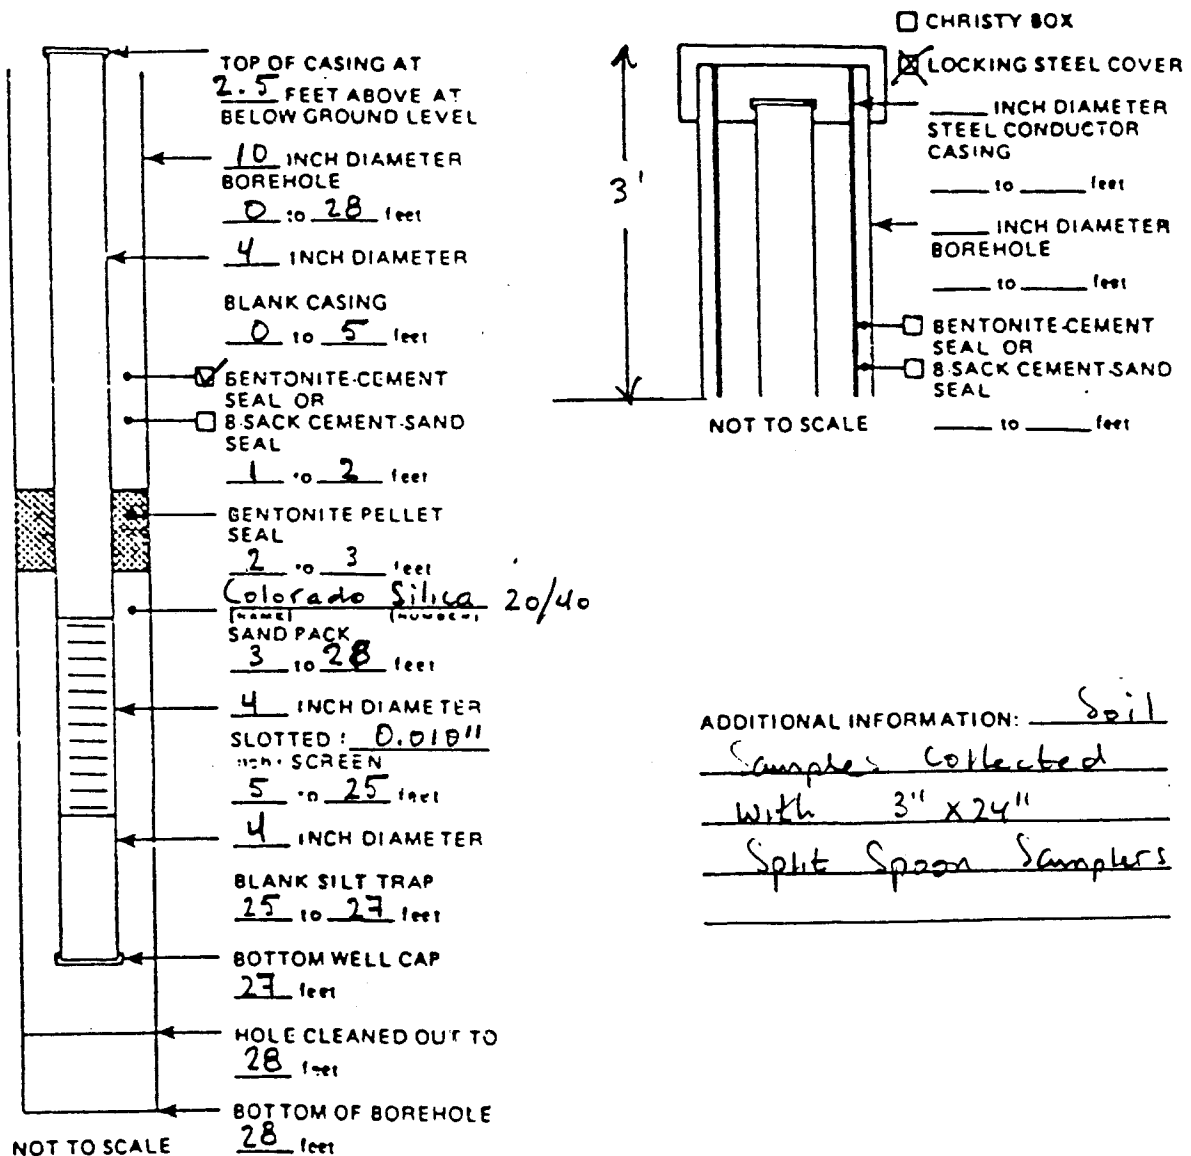 TOP OF CASING AT
2.5 FEET ABOVE AT
BELOW GROUND LEVEL
10 INCH DIAMETER
BOREHOLE
0 to 28 feet
4 INCH DIAMETER
BLANK CASING
0 to 5 feet
BENTONITE-CEMENT
SEAL OR
8-SACK CEMENT-SAND
SEAL
1 to 2 feet
BENTONITE PELLET
SEAL
2 to 3 feet
Colorado Silica 20/40
(NAME) (NUMBER)
SAND PACK
3 to 28 feet
4 INCH DIAMETER
SLOTTED : 0.010"
SCREEN
5 to 25 feet
4 INCH DIAMETER
BLANK SILT TRAP
25 to 27 feet
BOTTOM WELL CAP
27 feet
HOLE CLEANED OUT TO
28 feet
BOTTOM OF BOREHOLE
28 feet
NOT TO SCALE
CHRISTY BOX
LOCKING STEEL COVER
INCH DIAMETER
STEEL CONDUCTOR
CASING
to feet
INCH DIAMETER
BOREHOLE
to feet
BENTONITE-CEMENT
SEAL OR
8-SACK CEMENT-SAND
SEAL
to feet
3'
NOT TO SCALE
ADDITIONAL INFORMATION: Soil
Samples Collected
with 3" x 24"
Split Spoon Samplers